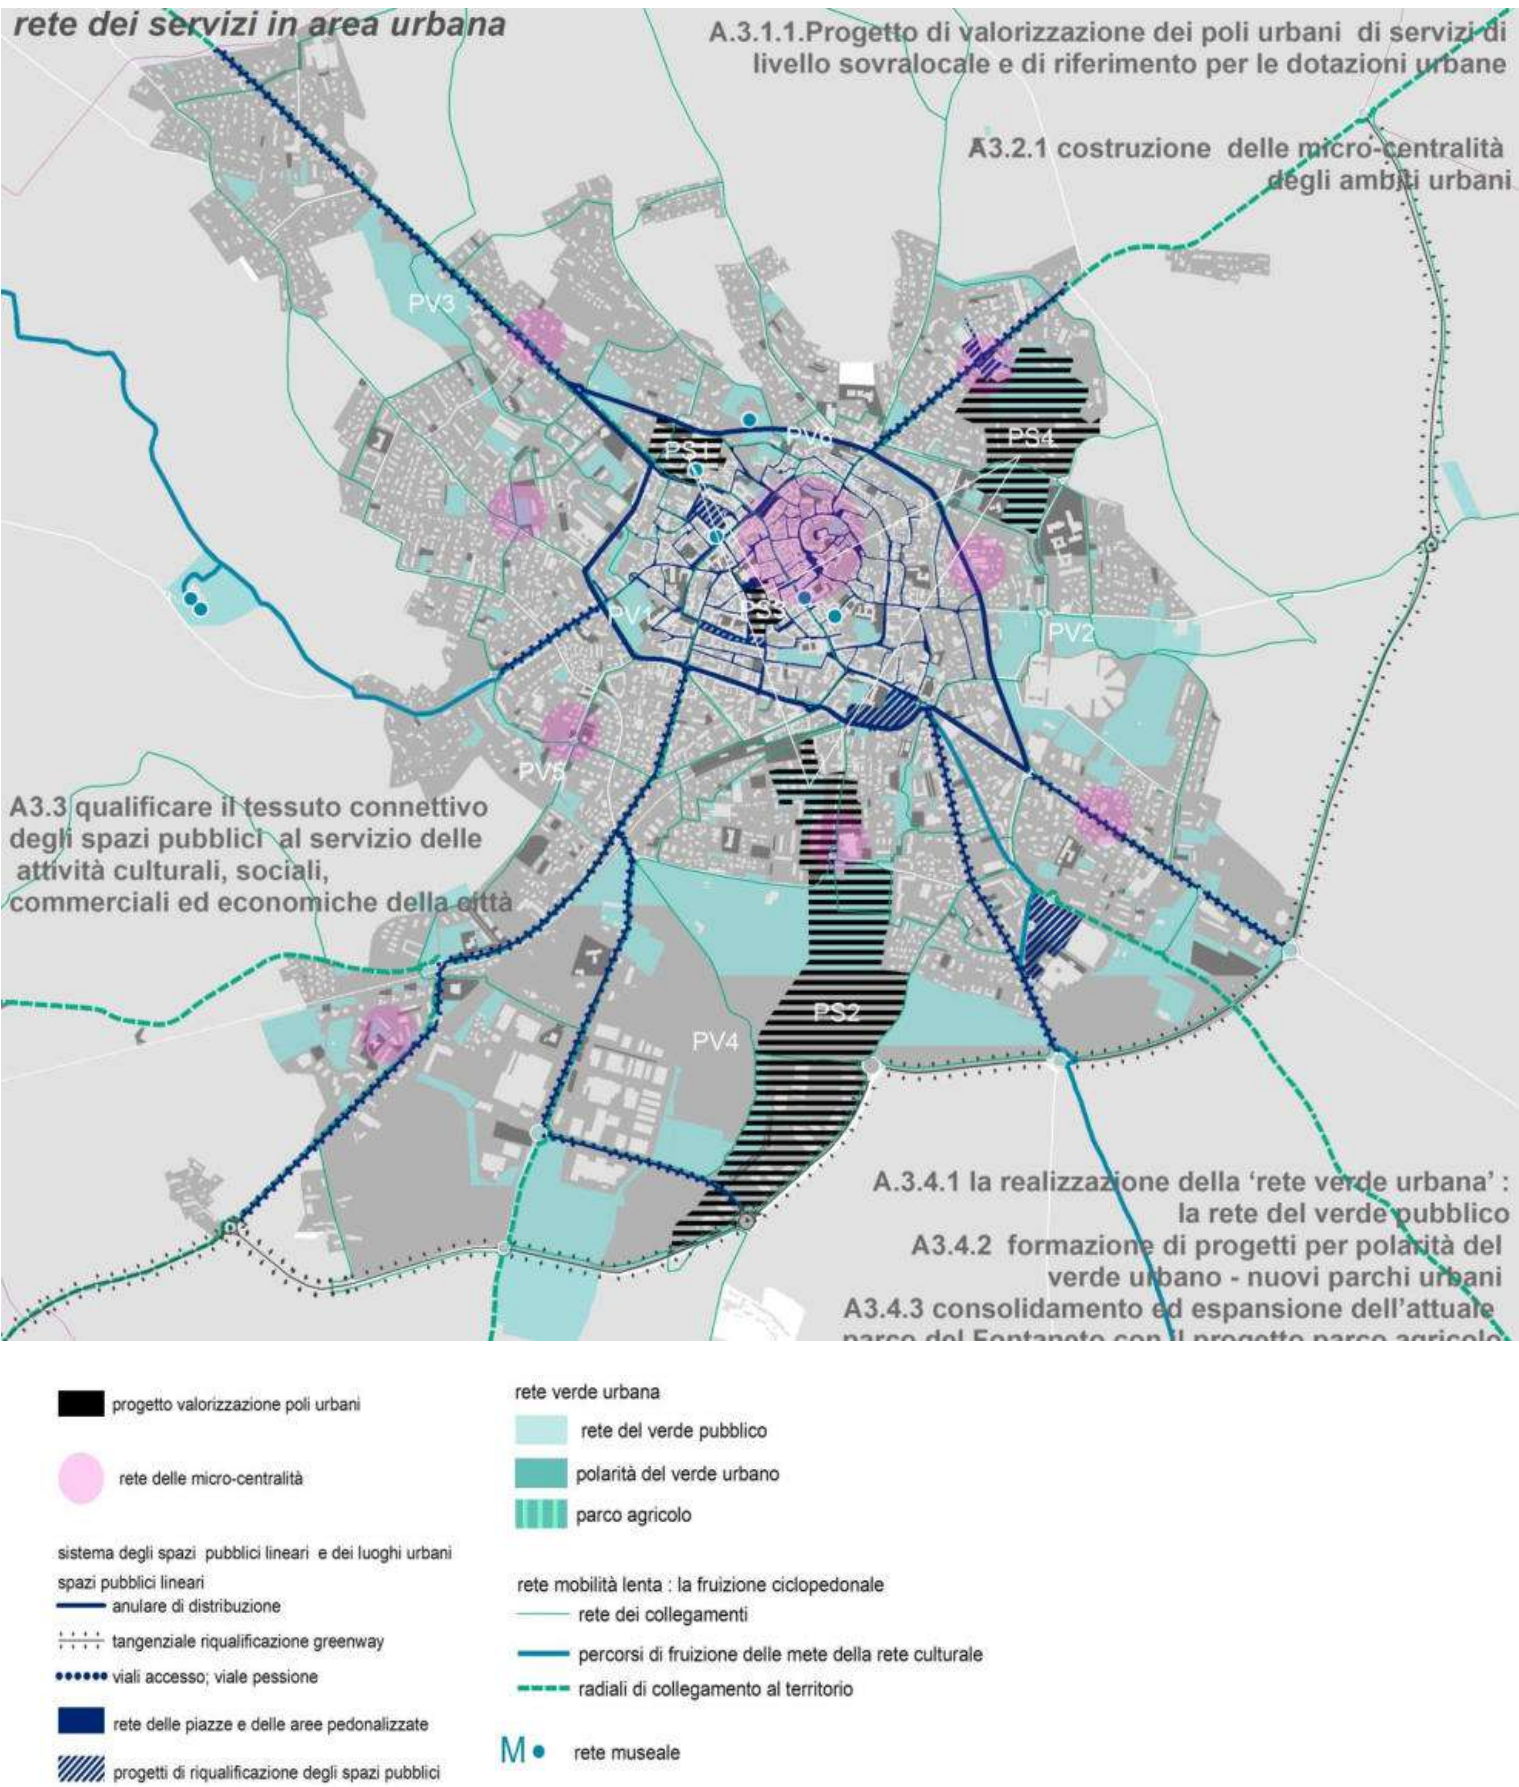 rete dei servizi in area urbana
A.3.1.1.Progetto di valorizzazione dei poli urbani di servizi di
livello sovralocale e di riferimento per le dotazioni urbane
A3.2.1 costruzione delle micro-centralità
degli ambiti urbani
PV3
PS4
PV6
PS1
PS3
PV1
PV2
PV5
A3.3 qualificare il tessuto connettivo
degli spazi pubblici al servizio delle
attività culturali, sociali,
commerciali ed economiche della città
PS2
PV4
A.3.4.1 la realizzazione della ‘rete verde urbana’ :
la rete del verde pubblico
A3.4.2 formazione di progetti per polarità del
verde urbano - nuovi parchi urbani
A3.4.3 consolidamento ed espansione dell’attuale
parco del Fontaneto con il progetto parco agricolo
progetto valorizzazione poli urbani
rete delle micro-centralità
sistema degli spazi pubblici lineari e dei luoghi urbani
spazi pubblici lineari
anulare di distribuzione
tangenziale riqualificazione greenway
viali accesso; viale pessione
rete delle piazze e delle aree pedonalizzate
progetti di riqualificazione degli spazi pubblici
rete verde urbana
rete del verde pubblico
polarità del verde urbano
parco agricolo
rete mobilità lenta : la fruizione ciclopedonale
rete dei collegamenti
percorsi di fruizione delle mete della rete culturale
radiali di collegamento al territorio
M rete museale